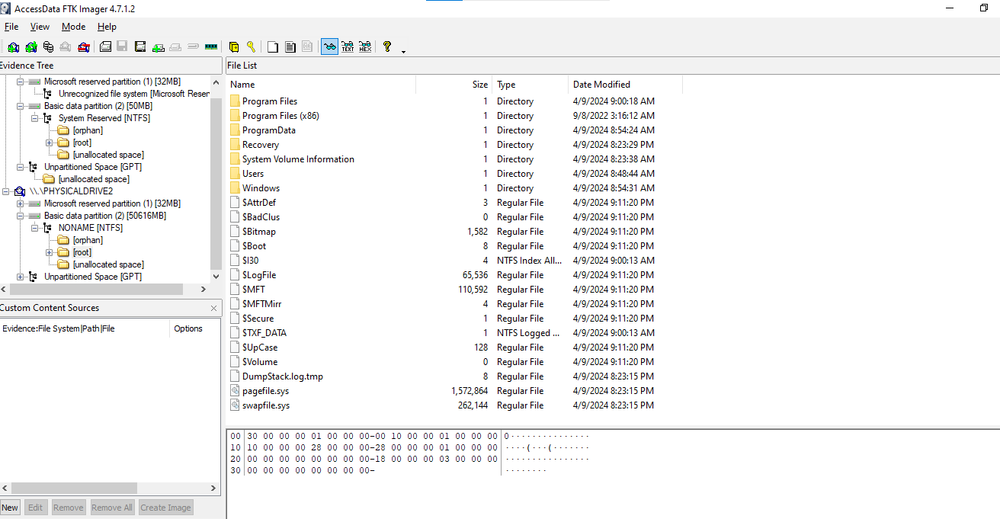 AccessData FTK Imager 4.7.1.2
File View Mode Help
TEXT HEX
Evidence Tree
Microsoft reserved partition (1) [32MB]
Unrecognized file system [Microsoft Reser
Basic data partition (2) [50MB]
System Reserved [NTFS]
[orphan]
[root]
[unallocated space]
Unpartitioned Space [GPT]
[unallocated space]
\\.\PHYSICALDRIVE2
Microsoft reserved partition (1) [32MB]
Basic data partition (2) [50616MB]
NONAME [NTFS]
[orphan]
[root]
[unallocated space]
Unpartitioned Space [GPT]
Custom Content Sources
Evidence:File System|Path|File Options
New Edit Remove Remove All Create Image
File List
Name Size Type Date Modified
Program Files 1 Directory 4/9/2024 9:00:18 AM
Program Files (x86) 1 Directory 9/8/2022 3:16:12 AM
ProgramData 1 Directory 4/9/2024 8:54:24 AM
Recovery 1 Directory 4/9/2024 8:23:29 PM
System Volume Information 1 Directory 4/9/2024 8:23:38 AM
Users 1 Directory 4/9/2024 8:48:44 AM
Windows 1 Directory 4/9/2024 8:54:31 AM
$AttrDef 3 Regular File 4/9/2024 9:11:20 PM
$BadClus 0 Regular File 4/9/2024 9:11:20 PM
$Bitmap 1,582 Regular File 4/9/2024 9:11:20 PM
$Boot 8 Regular File 4/9/2024 9:11:20 PM
$I30 4 NTFS Index All... 4/9/2024 9:00:13 AM
$LogFile 65,536 Regular File 4/9/2024 9:11:20 PM
$MFT 110,592 Regular File 4/9/2024 9:11:20 PM
$MFTMirr 4 Regular File 4/9/2024 9:11:20 PM
$Secure 1 Regular File 4/9/2024 9:11:20 PM
$TXF_DATA 1 NTFS Logged ... 4/9/2024 9:00:13 AM
$UpCase 128 Regular File 4/9/2024 9:11:20 PM
$Volume 0 Regular File 4/9/2024 9:11:20 PM
DumpStack.log.tmp 8 Regular File 4/9/2024 8:23:15 PM
pagefile.sys 1,572,864 Regular File 4/9/2024 8:23:15 PM
swapfile.sys 262,144 Regular File 4/9/2024 8:23:15 PM
00 30 00 00 00 01 00 00 00-00 10 00 00 01 00 00 00 0···············
10 10 00 00 00 28 00 00 00-28 00 00 00 01 00 00 00 ····(···(·······
20 00 00 00 00 00 00 00 00-18 00 00 00 03 00 00 00 ················
30 00 00 00 00 00 00 00 00- ········